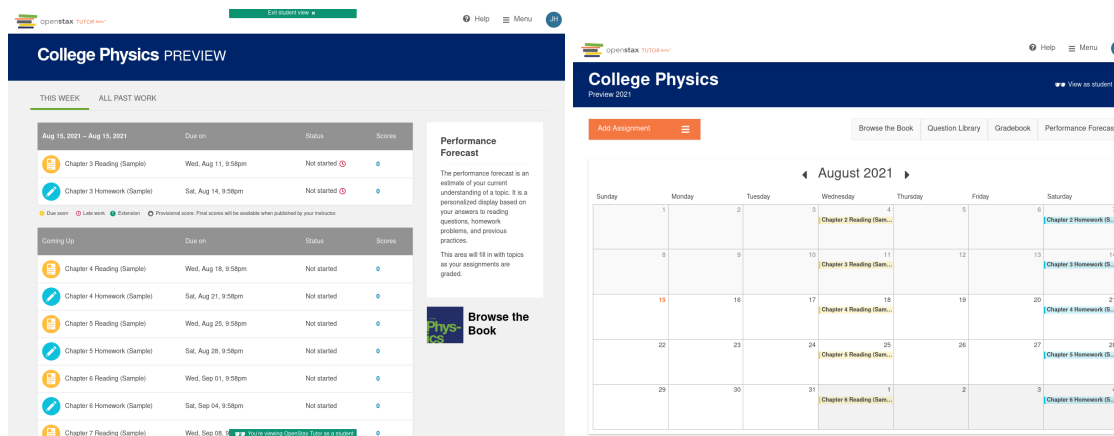 Exit student view ×
openstax TUTOR BETA
Help Menu JH
College Physics PREVIEW
THIS WEEK ALL PAST WORK
Aug 15, 2021 – Aug 15, 2021 Due on Status Scores
Chapter 3 Reading (Sample) Wed, Aug 11, 9:58pm Not started 0
Chapter 3 Homework (Sample) Sat, Aug 14, 9:58pm Not started 0
Due soon Late work Extension Provisional score. Final scores will be available when published by your instructor.
Coming Up Due on Status Scores
Chapter 4 Reading (Sample) Wed, Aug 18, 9:58pm Not started 0
Chapter 4 Homework (Sample) Sat, Aug 21, 9:58pm Not started 0
Chapter 5 Reading (Sample) Wed, Aug 25, 9:58pm Not started 0
Chapter 5 Homework (Sample) Sat, Aug 28, 9:58pm Not started 0
Chapter 6 Reading (Sample) Wed, Sep 01, 9:58pm Not started 0
Chapter 6 Homework (Sample) Sat, Sep 04, 9:58pm Not started 0
Chapter 7 Reading (Sample) Wed, Sep 08, 9 0
You're viewing OpenStax Tutor as a student
Performance
Forecast
The performance forecast is an
estimate of your current
understanding of a topic. It is a
personalized display based on
your answers to reading
questions, homework
problems, and previous
practices.
This area will fill in with topics
as your assignments are
graded.
Phys-
ics
Browse the
Book
openstax TUTOR BETA
Help Menu
College Physics
Preview 2021
View as student
Add Assignment
Browse the Book Question Library Gradebook Performance Forecas
August 2021
Sunday Monday Tuesday Wednesday Thursday Friday Saturday
1 2 3 4 5 6
Chapter 2 Reading (Sam... Chapter 2 Homework (S...
8 9 10 11 12 13 14
Chapter 3 Reading (Sam... Chapter 3 Homework (S...
15 16 17 18 19 20 21
Chapter 4 Reading (Sam... Chapter 4 Homework (S...
22 23 24 25 26 27 28
Chapter 5 Reading (Sam... Chapter 5 Homework (S...
29 30 31 1 2 3 4
Chapter 6 Reading (Sam... Chapter 6 Homework (S...